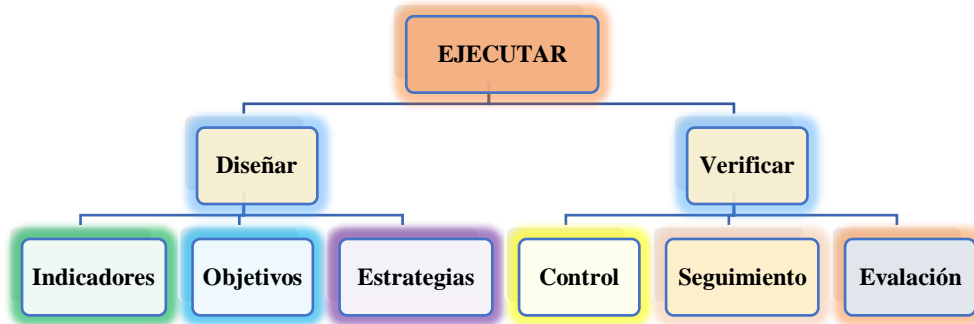 EJECUTAR
Diseñar
Verificar
Indicadores
Objetivos
Estrategias
Control
Seguimiento
Evalación